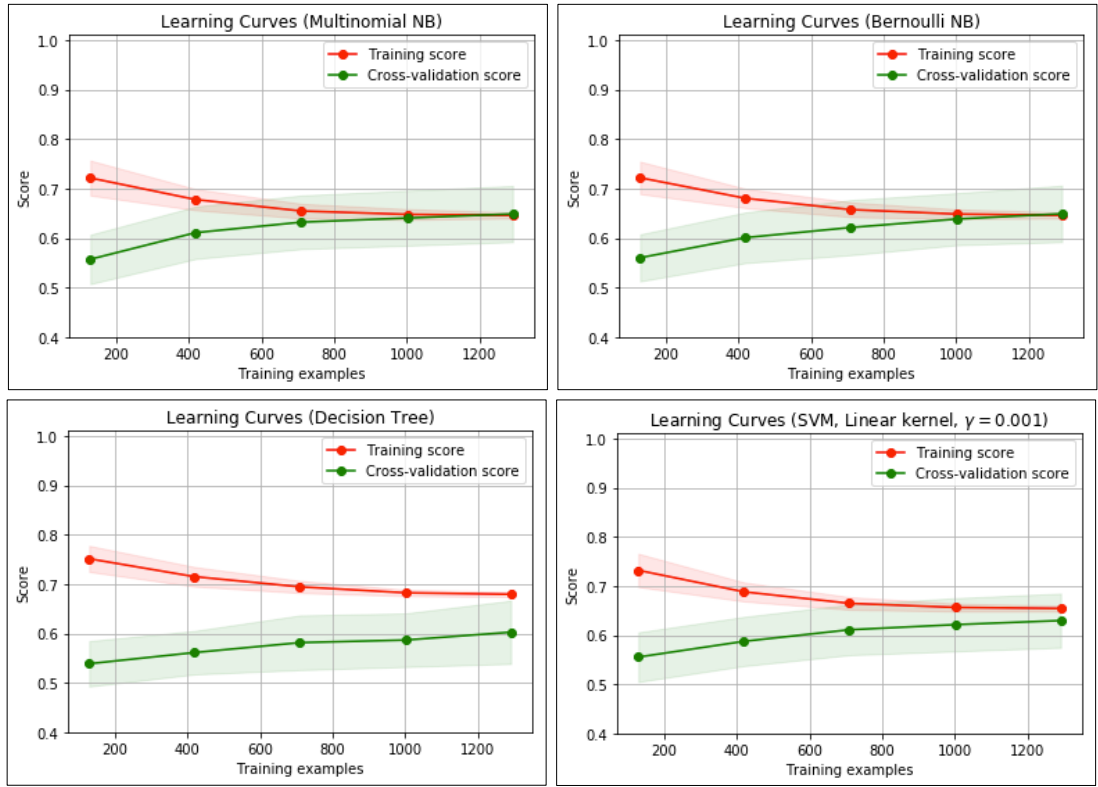 Learning Curves (Multinomial NB)
1.0
0.9
0.8
0.7
0.6
0.5
0.4
Score
Training score
Cross-validation score
200 400 600 800 1000 1200
Training examples
Learning Curves (Bernoulli NB)
1.0
0.9
0.8
0.7
0.6
0.5
0.4
Score
Training score
Cross-validation score
200 400 600 800 1000 1200
Training examples
Learning Curves (Decision Tree)
1.0
0.9
0.8
0.7
0.6
0.5
0.4
Score
Training score
Cross-validation score
200 400 600 800 1000 1200
Training examples
Learning Curves (SVM, Linear kernel, γ = 0.001)
1.0
0.9
0.8
0.7
0.6
0.5
0.4
Score
Training score
Cross-validation score
200 400 600 800 1000 1200
Training examples